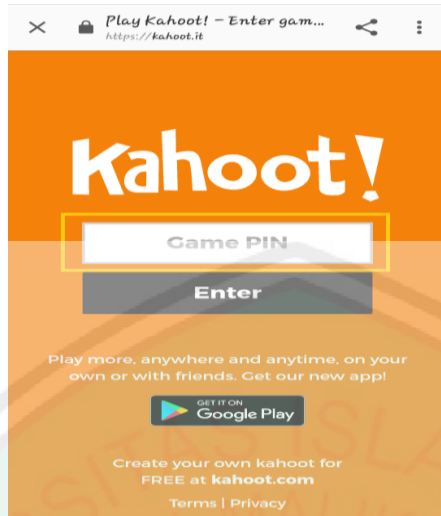 Play Kahoot! – Enter gam...
https://kahoot.it
Kahoot!
Game PIN
Enter
Play more, anywhere and anytime, on your
own or with friends. Get our new app!
GET IT ON
Google Play
Create your own kahoot for
FREE at kahoot.com
Terms | Privacy
SITAS ISL